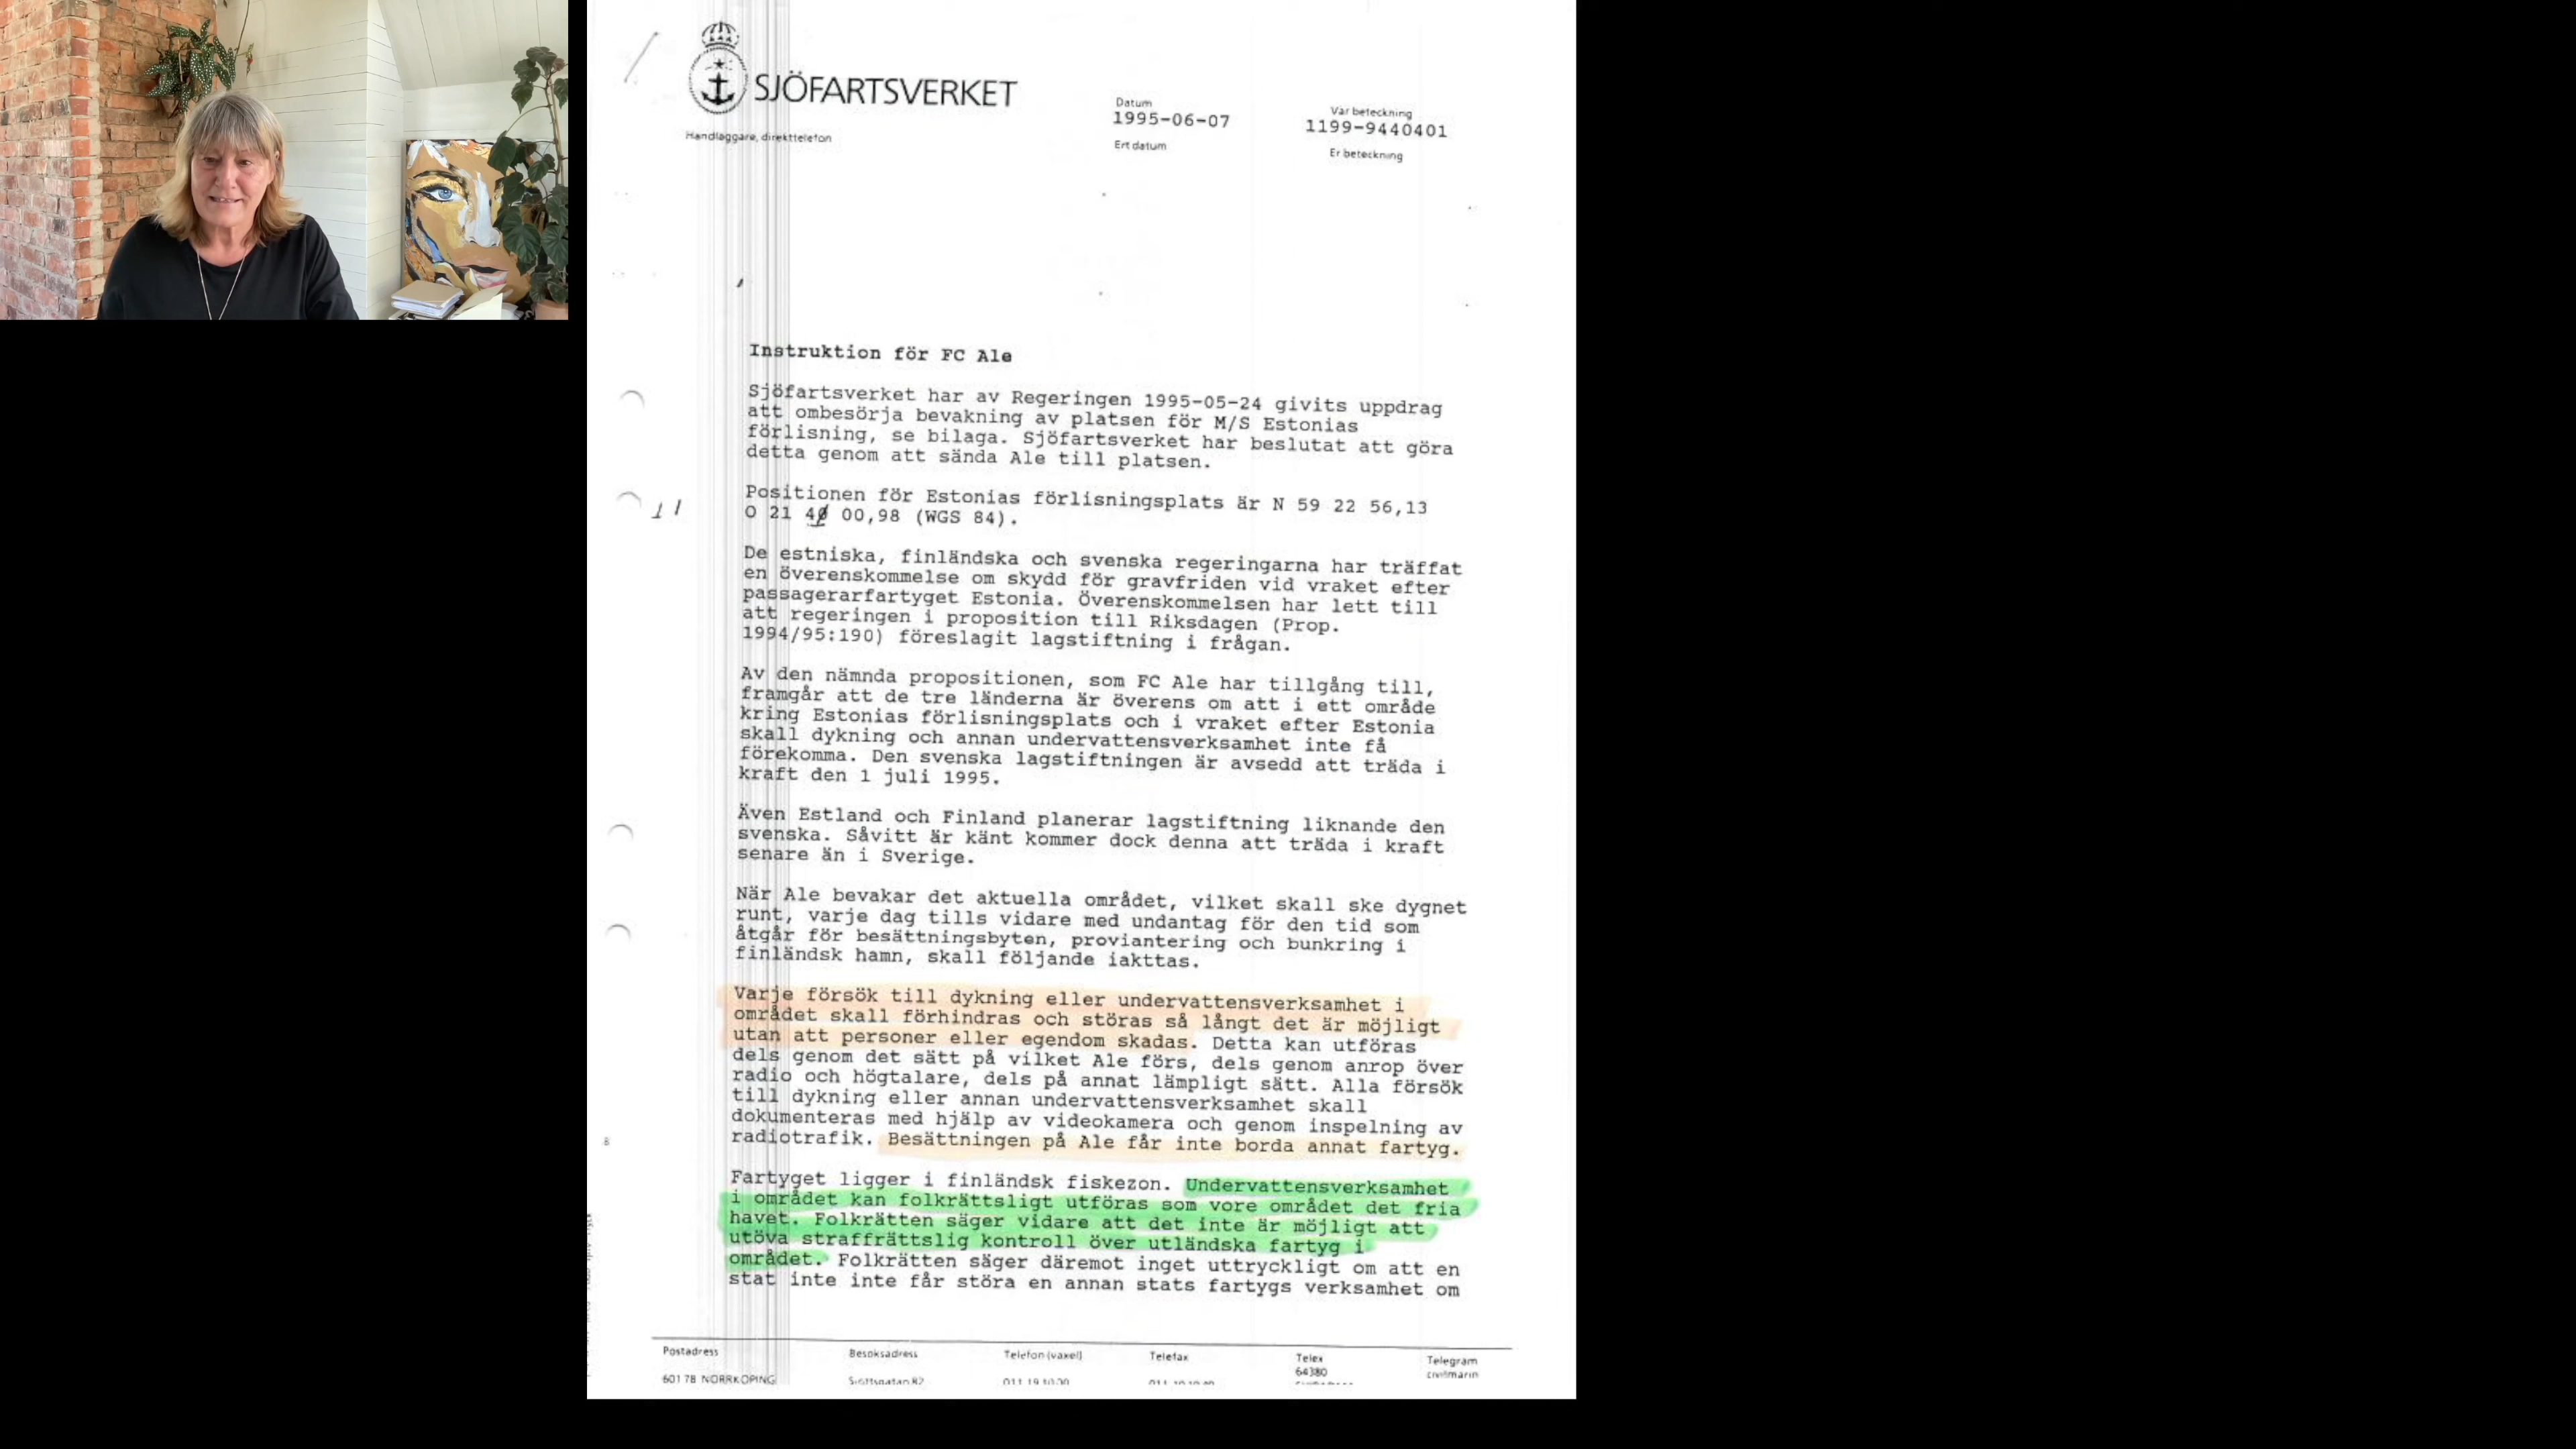 SJÖFARTSVERKET
Datum
1995-06-07
Vår beteckning
1199-9440401
Handläggare, direkttelefon
Ert datum
Er beteckning
Instruktion för FC Ale
Sjöfartsverket har av Regeringen 1995-05-24 givits uppdrag
att ombesörja bevakning av platsen för M/S Estonias
förlisning, se bilaga. Sjöfartsverket har beslutat att göra
detta genom att sända Ale till platsen.
Positionen för Estonias förlisningsplats är N 59 22 56,13
O 21 40 00,98 (WGS 84).
De estniska, finländska och svenska regeringarna har träffat
en överenskommelse om skydd för gravfriden vid vraket efter
passagerarfartyget Estonia. Överenskommelsen har lett till
att regeringen i proposition till Riksdagen (Prop.
1994/95:190) föreslagit lagstiftning i frågan.
Av den nämnda propositionen, som FC Ale har tillgång till,
framgår att de tre länderna är överens om att i ett område
kring Estonias förlisningsplats och i vraket efter Estonia
skall dykning och annan undervattensverksamhet inte få
förekomma. Den svenska lagstiftningen är avsedd att träda i
kraft den 1 juli 1995.
Även Estland och Finland planerar lagstiftning liknande den
svenska. Såvitt är känt kommer dock denna att träda i kraft
senare än i Sverige.
När Ale bevakar det aktuella området, vilket skall ske dygnet
runt, varje dag tills vidare med undantag för den tid som
åtgår för besättningsbyten, proviantering och bunkring i
finländsk hamn, skall följande iakttas.
Varje försök till dykning eller undervattensverksamhet i
området skall förhindras och störas så långt det är möjligt
utan att personer eller egendom skadas. Detta kan utföras
dels genom det sätt på vilket Ale förs, dels genom anrop över
radio och högtalare, dels på annat lämpligt sätt. Alla försök
till dykning eller annan undervattensverksamhet skall
dokumenteras med hjälp av videokamera och genom inspelning av
radiotrafik. Besättningen på Ale får inte borda annat fartyg.
Fartyget ligger i finländsk fiskezon. Undervattensverksamhet
i området kan folkrättsligt utföras som vore området det fria
havet. Folkrätten säger vidare att det inte är möjligt att
utöva straffrättslig kontroll över utländska fartyg i
området. Folkrätten säger däremot inget uttryckligt om att en
stat inte inte får störa en annan stats fartygs verksamhet om
Postadress
Besöksadress
Telefon (växel)
Telefax
Telex
Telegram
601 78 NORRKÖPING
Slottsgatan 82
64380
civilmarin